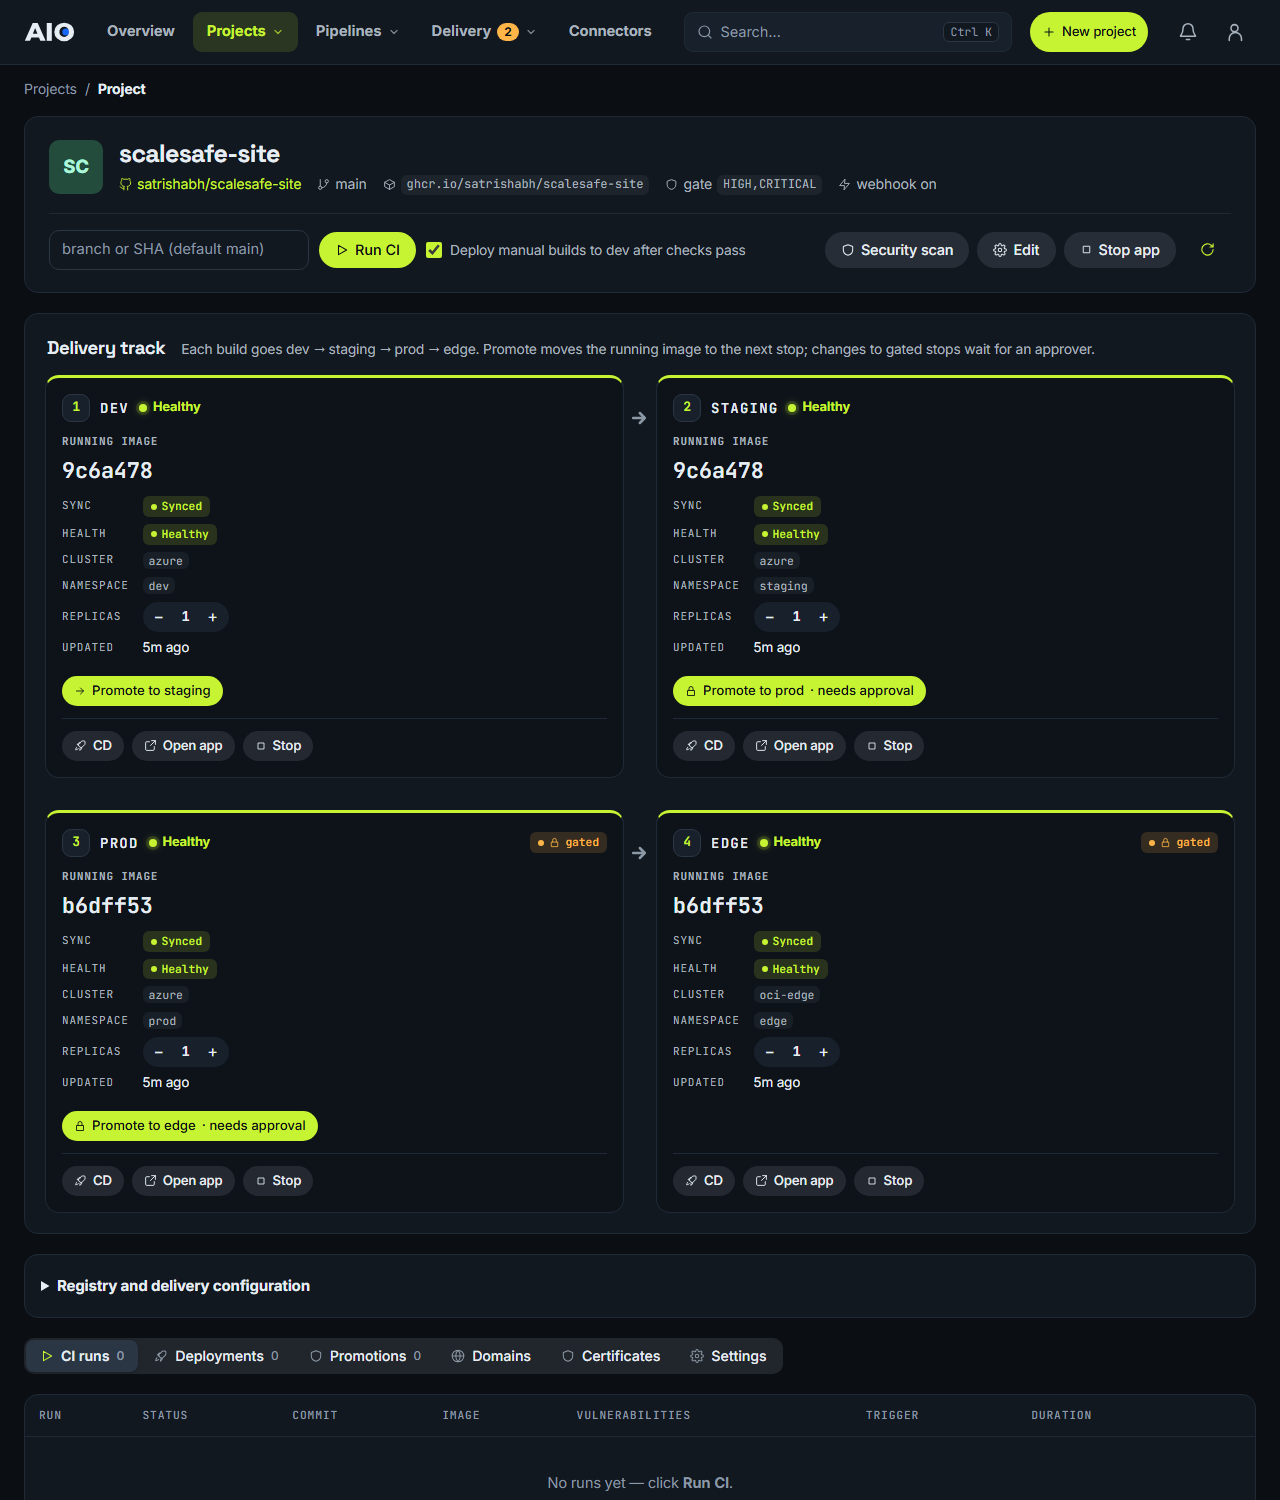 AIO Overview Projects Pipelines Delivery 2 Connectors Search... Ctrl K + New project
Projects / Project
SC scalesafe-site
satrishabh/scalesafe-site main ghcr.io/satrishabh/scalesafe-site gate HIGH,CRITICAL webhook on
branch or SHA (default main) Run CI Deploy manual builds to dev after checks pass Security scan Edit Stop app
Delivery track Each build goes dev → staging → prod → edge. Promote moves the running image to the next stop; changes to gated stops wait for an approver.
1 DEV Healthy
RUNNING IMAGE
9c6a478
SYNC Synced
HEALTH Healthy
CLUSTER azure
NAMESPACE dev
REPLICAS − 1 +
UPDATED 5m ago
→ Promote to staging
CD Open app Stop
2 STAGING Healthy
RUNNING IMAGE
9c6a478
SYNC Synced
HEALTH Healthy
CLUSTER azure
NAMESPACE staging
REPLICAS − 1 +
UPDATED 5m ago
Promote to prod · needs approval
CD Open app Stop
3 PROD Healthy gated
RUNNING IMAGE
b6dff53
SYNC Synced
HEALTH Healthy
CLUSTER azure
NAMESPACE prod
REPLICAS − 1 +
UPDATED 5m ago
Promote to edge · needs approval
CD Open app Stop
4 EDGE Healthy gated
RUNNING IMAGE
b6dff53
SYNC Synced
HEALTH Healthy
CLUSTER oci-edge
NAMESPACE edge
REPLICAS − 1 +
UPDATED 5m ago
CD Open app Stop
Registry and delivery configuration
CI runs 0 Deployments 0 Promotions 0 Domains Certificates Settings
RUN STATUS COMMIT IMAGE VULNERABILITIES TRIGGER DURATION
No runs yet — click Run CI.